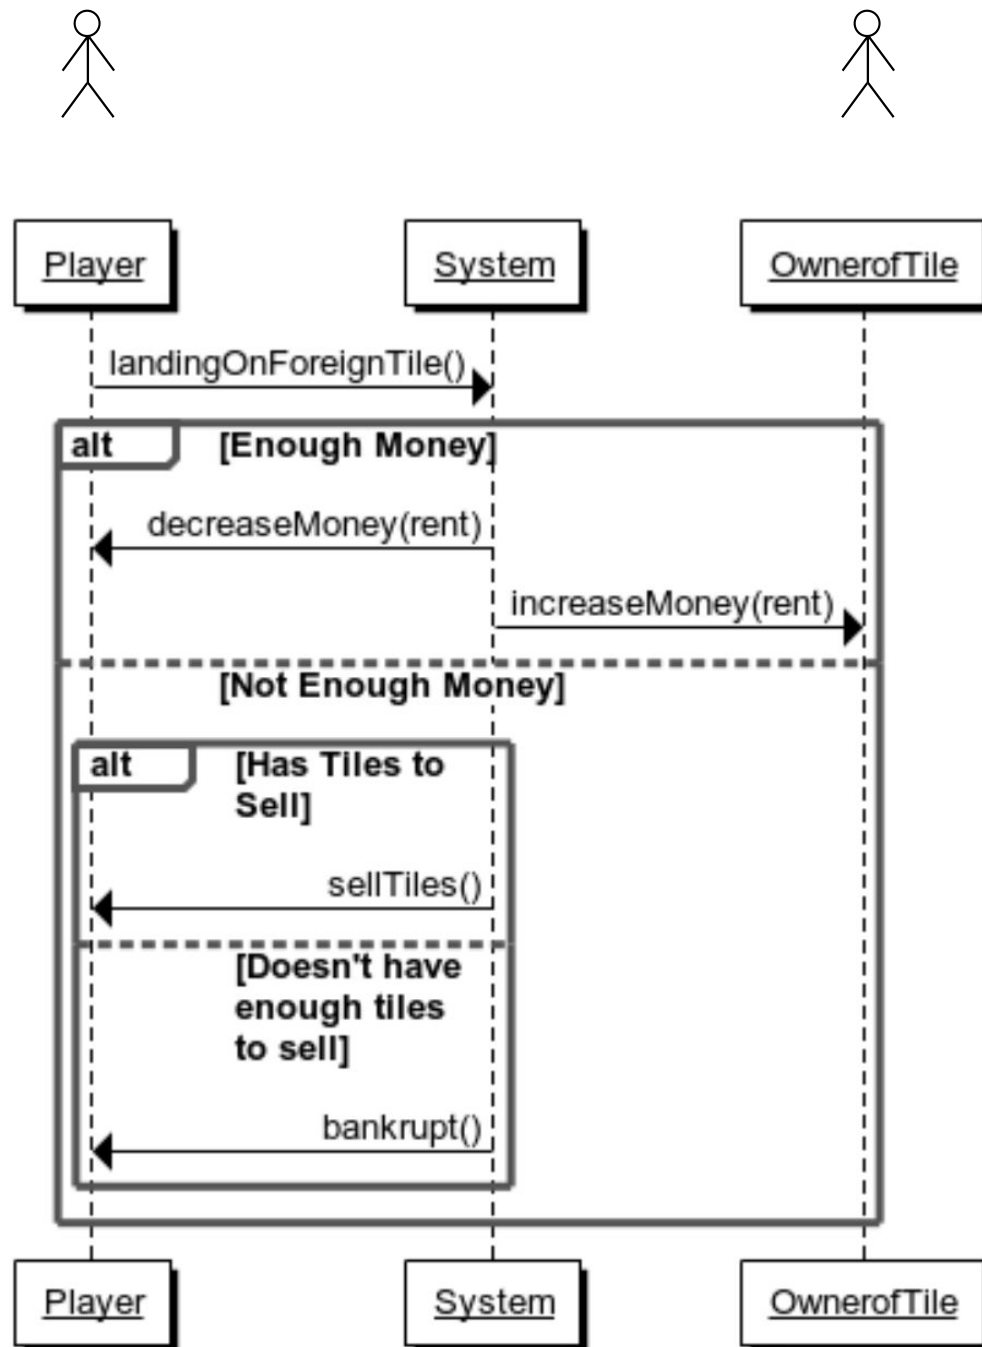 Player
System
OwnerofTile
landingOnForeignTile()
alt
[Enough Money]
decreaseMoney(rent)
increaseMoney(rent)
[Not Enough Money]
alt
[Has Tiles to
Sell]
sellTiles()
[Doesn't have
enough tiles
to sell]
bankrupt()
Player
System
OwnerofTile